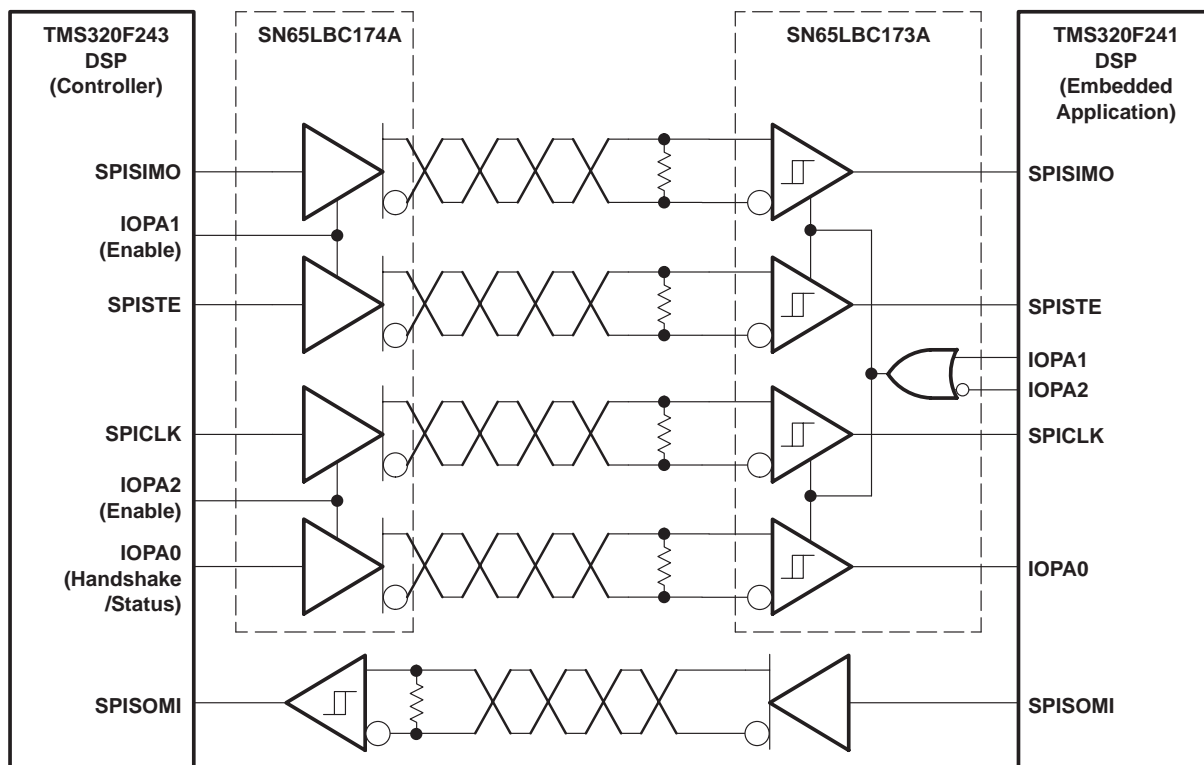 TMS320F243
DSP
(Controller)
SN65LBC174A
SN65LBC173A
TMS320F241
DSP
(Embedded
Application)
SPISIMO
SPISIMO
IOPA1
(Enable)
SPISTE
SPISTE
IOPA1
IOPA2
SPICLK
SPICLK
IOPA2
(Enable)
IOPA0
(Handshake
/Status)
IOPA0
SPISOMI
SPISOMI